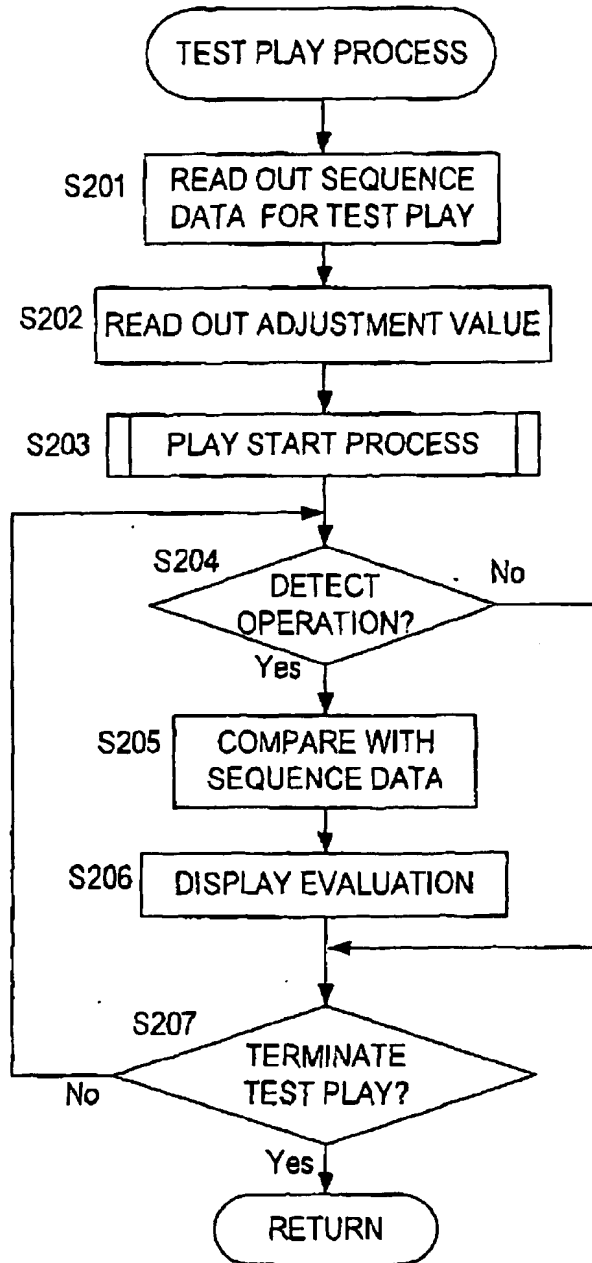 TEST PLAY PROCESS
S201
READ OUT SEQUENCE
DATA FOR TEST PLAY
S202
READ OUT ADJUSTMENT VALUE
S203
PLAY START PROCESS
S204
DETECT
OPERATION?
No
Yes
S205
COMPARE WITH
SEQUENCE DATA
S206
DISPLAY EVALUATION
S207
TERMINATE
TEST PLAY?
No
Yes
RETURN